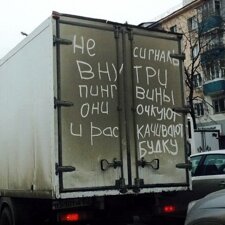 не сигналь
внутри
пингвины
они очкуют
и раскачивают
будку